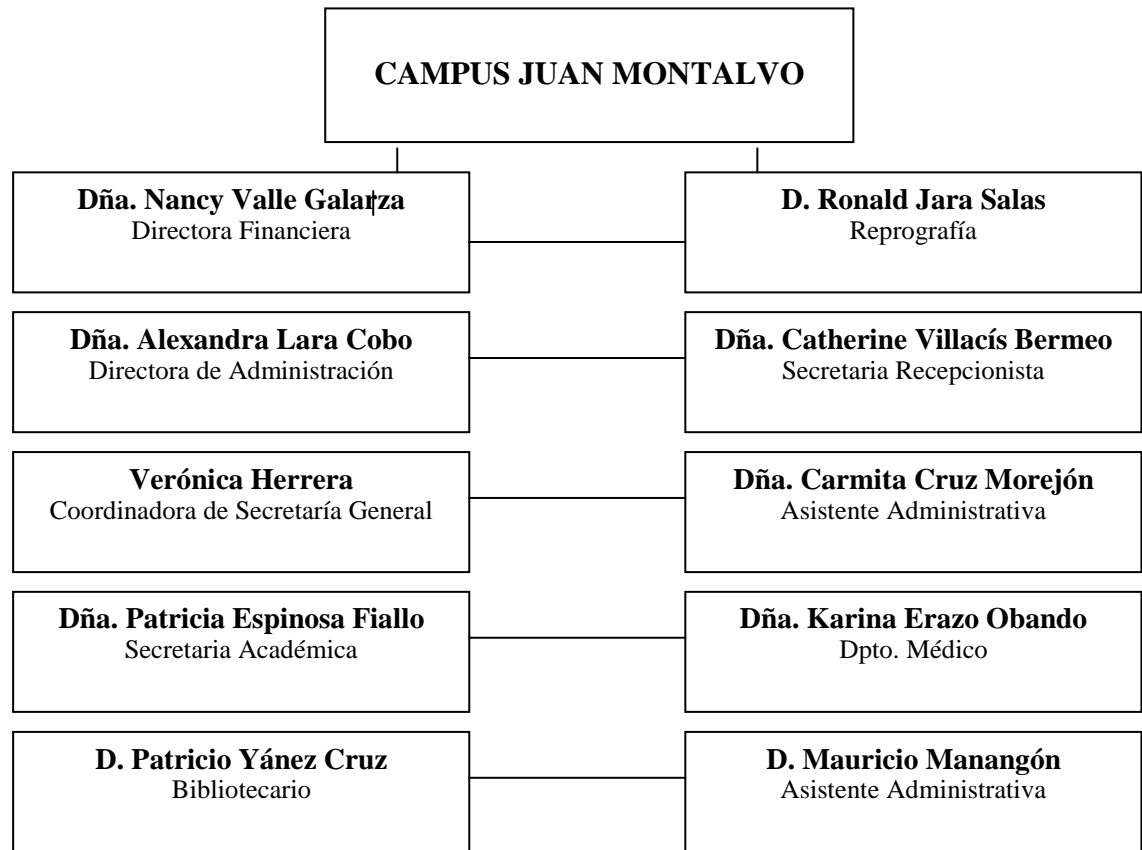 CAMPUS JUAN MONTALVO
Dña. Nancy Valle Galarza
Directora Financiera
D. Ronald Jara Salas
Reprografía
Dña. Alexandra Lara Cobo
Directora de Administración
Dña. Catherine Villacís Bermeo
Secretaria Recepcionista
Verónica Herrera
Coordinadora de Secretaría General
Dña. Carmita Cruz Morejón
Asistente Administrativa
Dña. Patricia Espinosa Fiallo
Secretaria Académica
Dña. Karina Erazo Obando
Dpto. Médico
D. Patricio Yánez Cruz
Bibliotecario
D. Mauricio Manangón
Asistente Administrativa